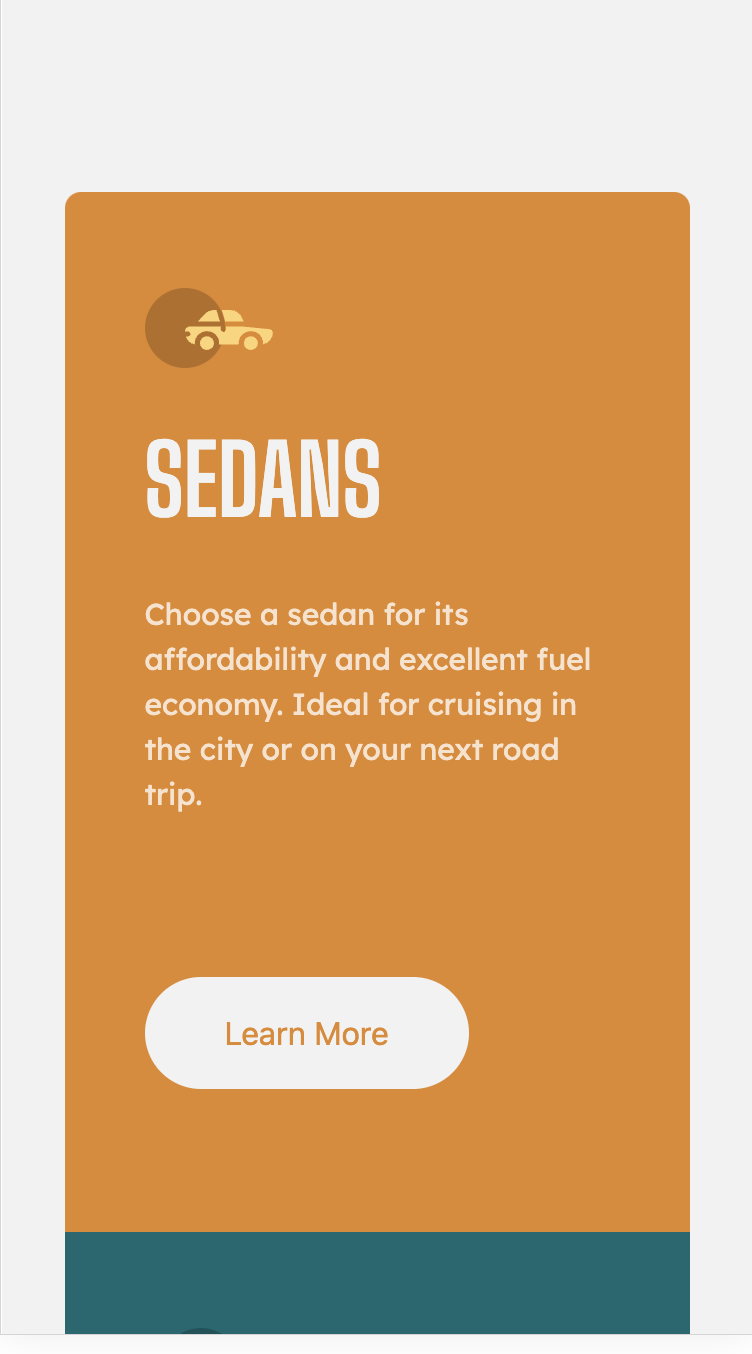 SEDANS
Choose a sedan for its
affordability and excellent fuel
economy. Ideal for cruising in
the city or on your next road
trip.
Learn More